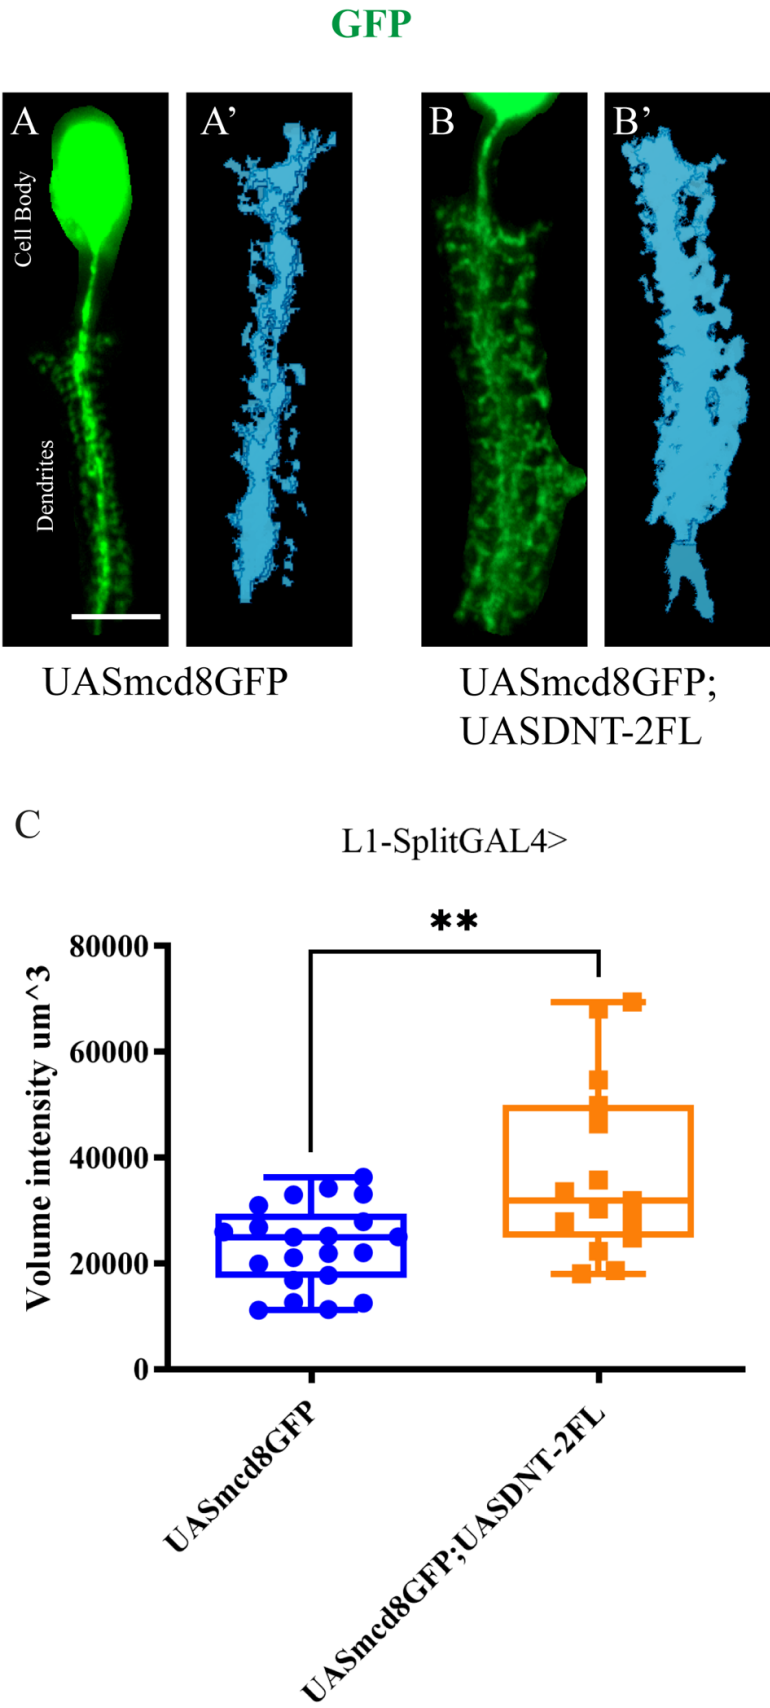 GFP
A
A’
B
B’
Cell Body
Dendrites
UASmcd8GFP
UASmcd8GFP;
UASDNT-2FL
C
L1-SplitGAL4>
**
Volume intensity um^3
80000
60000
40000
20000
0
UASmcd8GFP
UASmcd8GFP;UASDNT-2FL